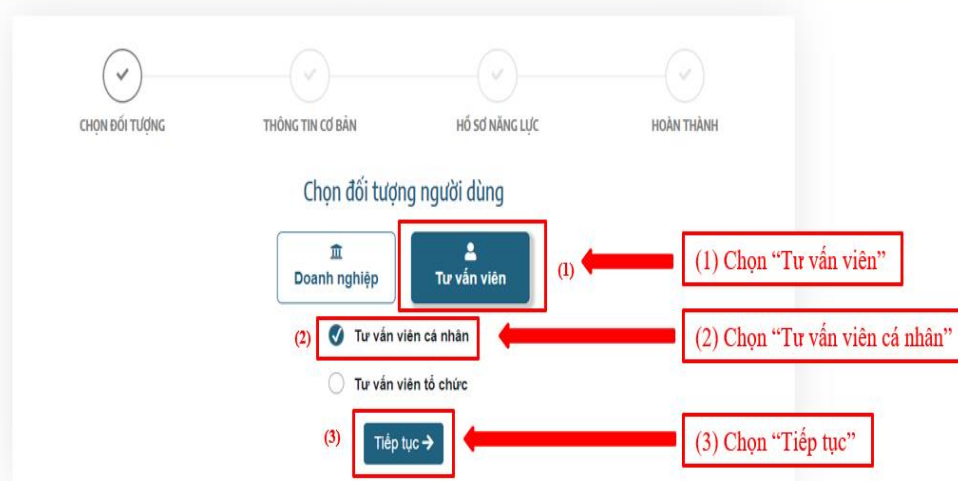 CHỌN ĐỐI TƯỢNG THÔNG TIN CƠ BẢN HỒ SƠ NĂNG LỰC HOÀN THÀNH
Chọn đối tượng người dùng
Doanh nghiệp
Tư vấn viên
(1)
(1) Chọn “Tư vấn viên”
(2)
Tư vấn viên cá nhân
(2) Chọn “Tư vấn viên cá nhân”
Tư vấn viên tổ chức
(3)
Tiếp tục →
(3) Chọn “Tiếp tục”